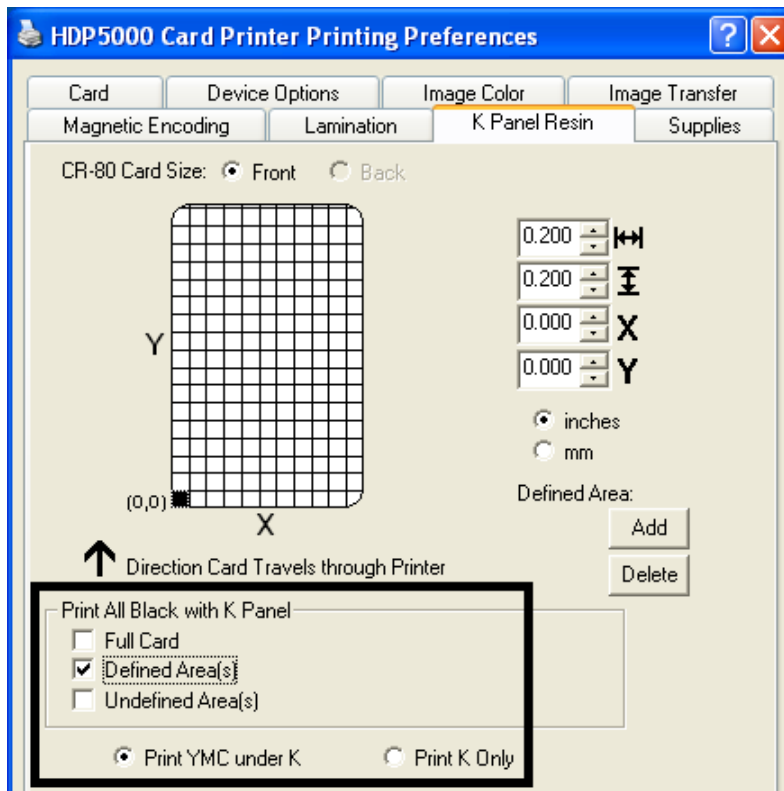 HDP5000 Card Printer Printing Preferences
?
X
Card
Device Options
Image Color
Image Transfer
Magnetic Encoding
Lamination
K Panel Resin
Supplies
CR-80 Card Size:
Front
Back
0.200
0.200
0.000 X
0.000 Y
Y
(0,0)
X
inches
mm
Defined Area:
Add
Delete
Direction Card Travels through Printer
Print All Black with K Panel
Full Card
Defined Area(s)
Undefined Area(s)
Print YMC under K
Print K Only